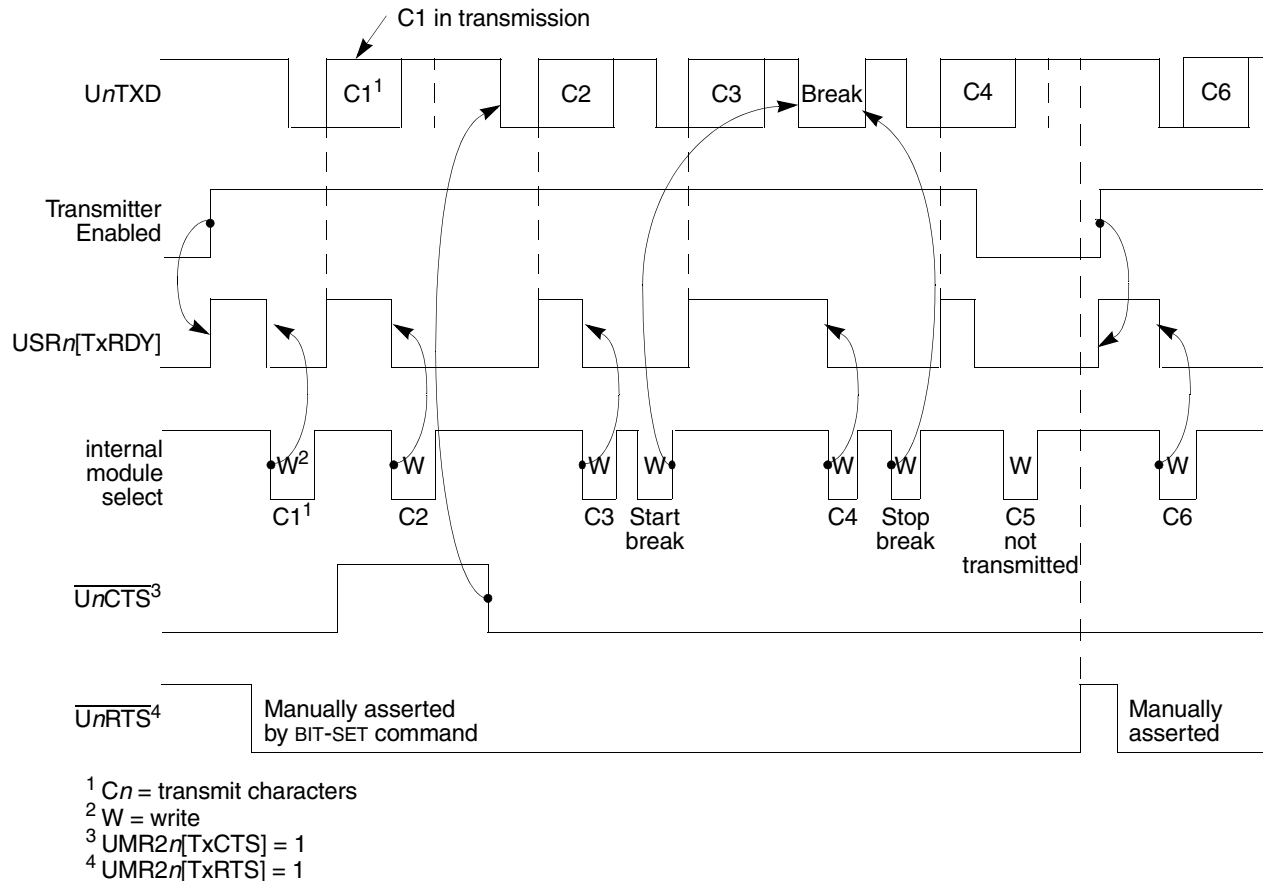 C1 in transmission
UnTXD
C1¹
C2
C3
Break
C4
C6
Transmitter
Enabled
USRn[TxRDY]
internal
module
select
W²
W
W
W
W
W
W
W
C1¹
C2
C3
Start
break
C4
Stop
break
C5
not
transmitted
C6
UnCTS³
UnRTS⁴
Manually asserted
by BIT-SET command
Manually
asserted
¹ Cn = transmit characters
² W = write
³ UMR2n[TxCTS] = 1
⁴ UMR2n[TxRTS] = 1